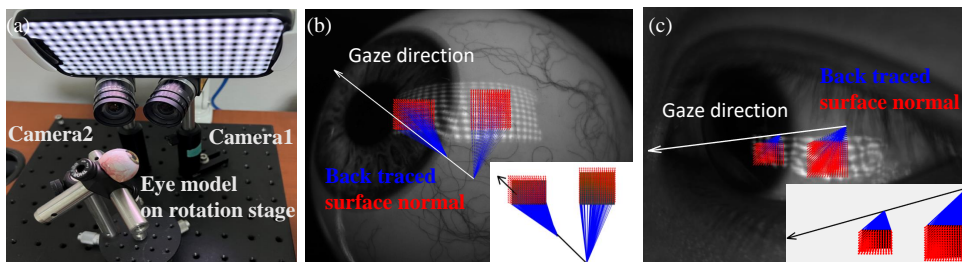 (a)
Camera2
Camera1
Eye model
on rotation stage
(b)
Gaze direction
Back traced
surface normal
(c)
Back traced
surface normal
Gaze direction